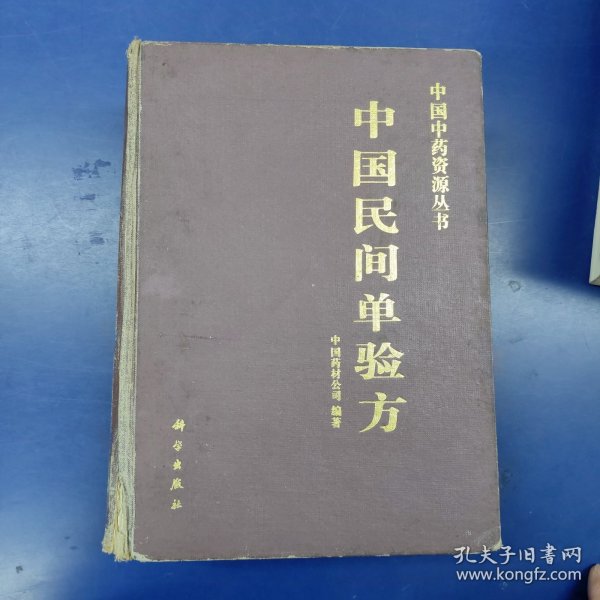 中国中药资源丛书
中国民间单验方
中国药材公司 编著
科学出版社
孔夫子旧書网
www.kongfz.com